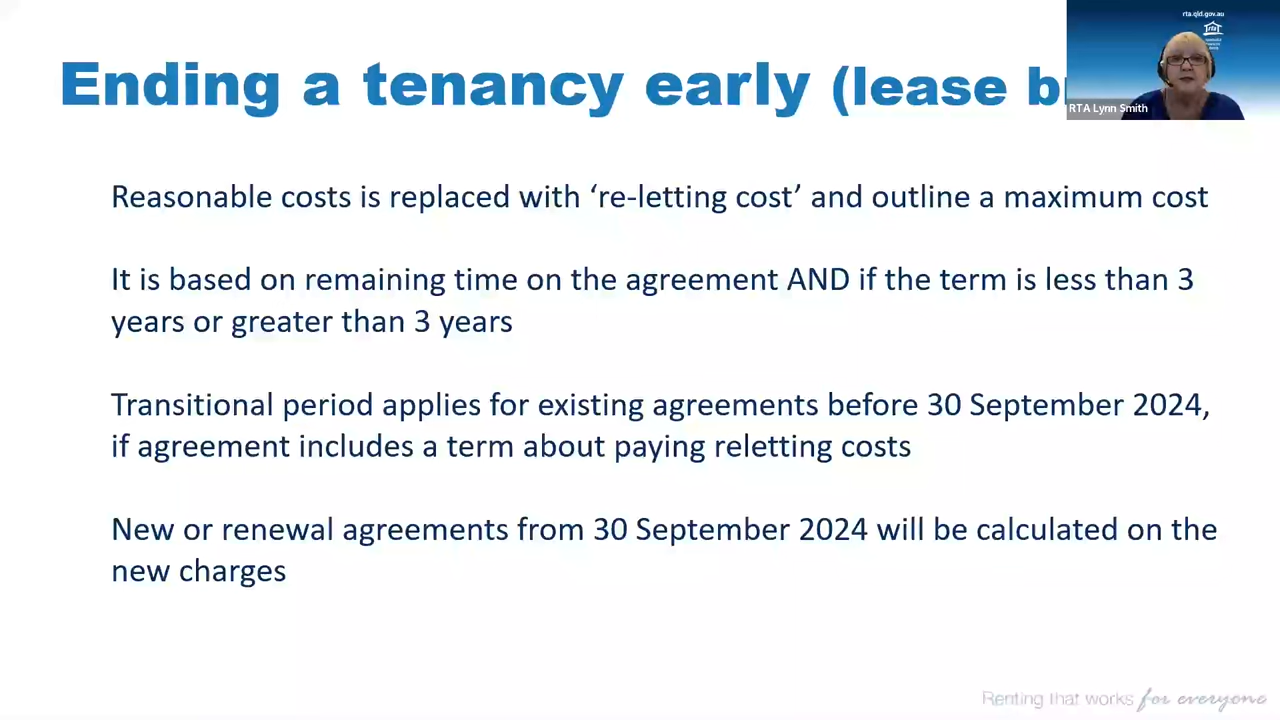 rta.qld.gov.au
rta
Ending a tenancy early (lease
RTA Lynn Smith
Reasonable costs is replaced with ‘re-letting cost’ and outline a maximum cost
It is based on remaining time on the agreement AND if the term is less than 3
years or greater than 3 years
Transitional period applies for existing agreements before 30 September 2024,
if agreement includes a term about paying reletting costs
New or renewal agreements from 30 September 2024 will be calculated on the
new charges
Renting that works for everyone